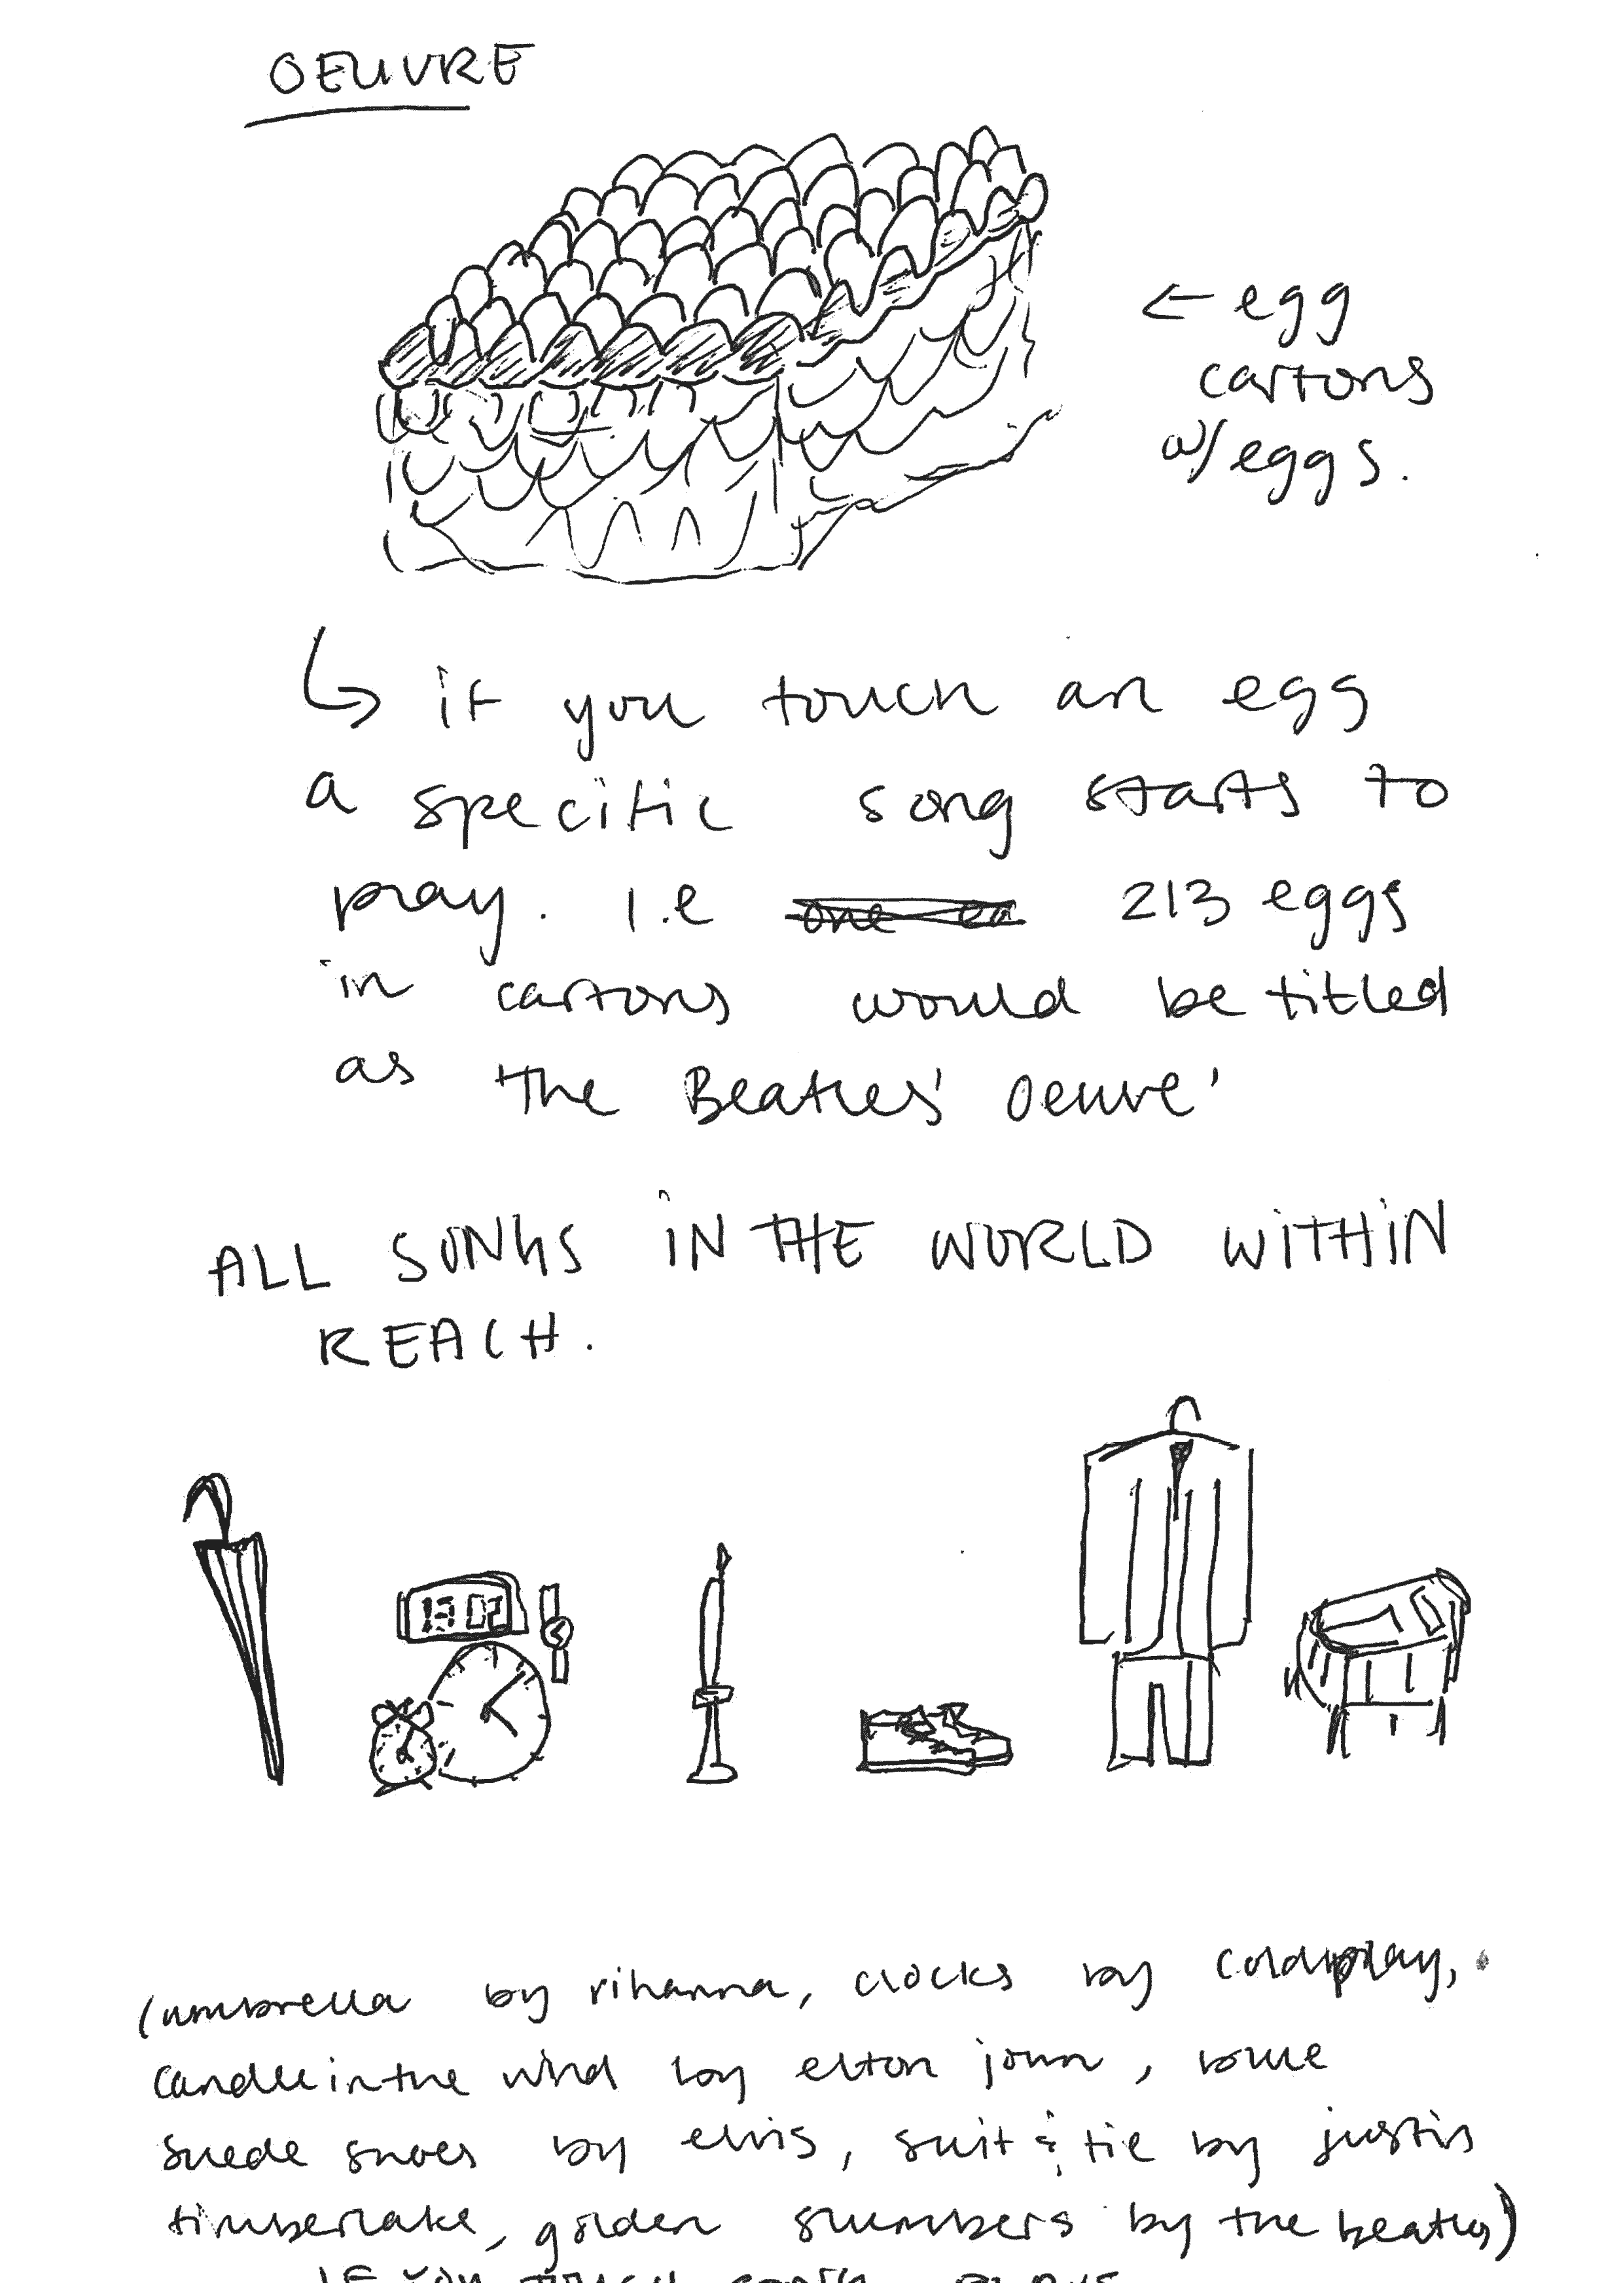 OEUVRE
← egg
cartons
w/ eggs.
↳ if you touch an egg
a specific song starts to
play. i.e one ea 213 eggs
in cartons would be titled
as 'The Beatles' Oeuvre'
ALL SONGS IN THE WORLD WITHIN
REACH.
13 02
(umbrella by rihanna, clocks by coldplay,
candle in the wind by elton john, blue
suede shoes by elvis, suit & tie by justin
timberlake, golden slumbers by the beatles)
IF YOU TOUCH